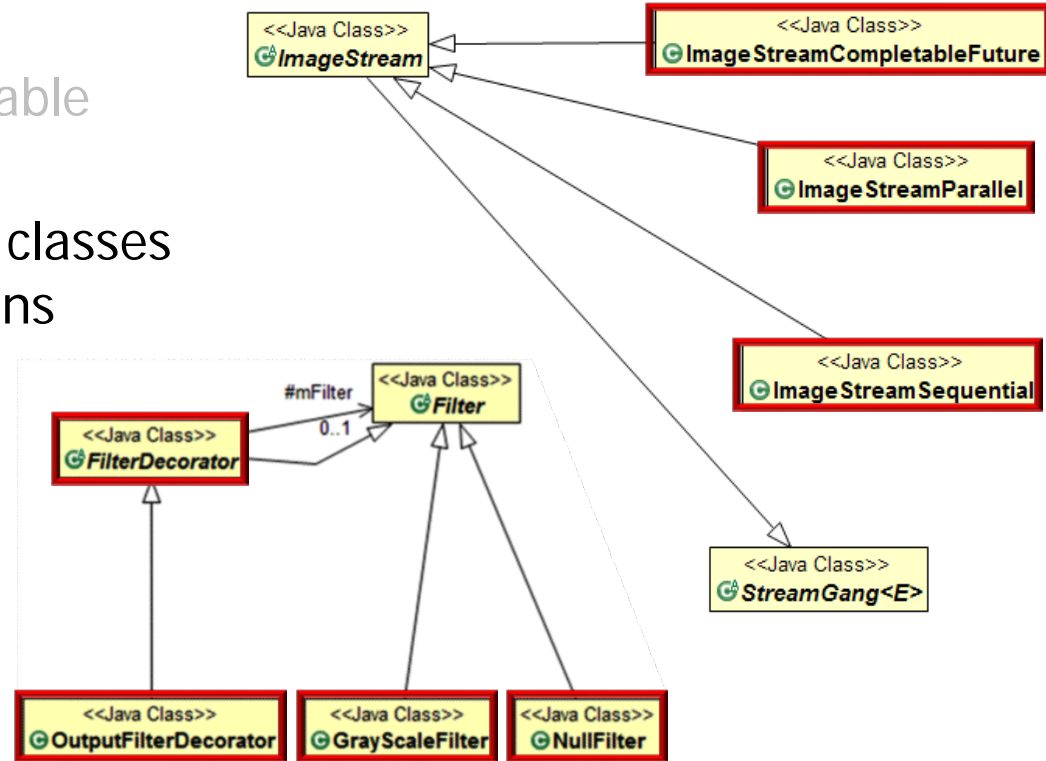 <<Java Class>>
ImageStream
<<Java Class>>
ImageStreamCompletableFuture
able
<<Java Class>>
ImageStreamParallel
classes
ns
<<Java Class>>
ImageStreamSequential
#mFilter
0..1
<<Java Class>>
Filter
<<Java Class>>
FilterDecorator
<<Java Class>>
StreamGang<E>
<<Java Class>>
OutputFilterDecorator
<<Java Class>>
GrayScaleFilter
<<Java Class>>
NullFilter